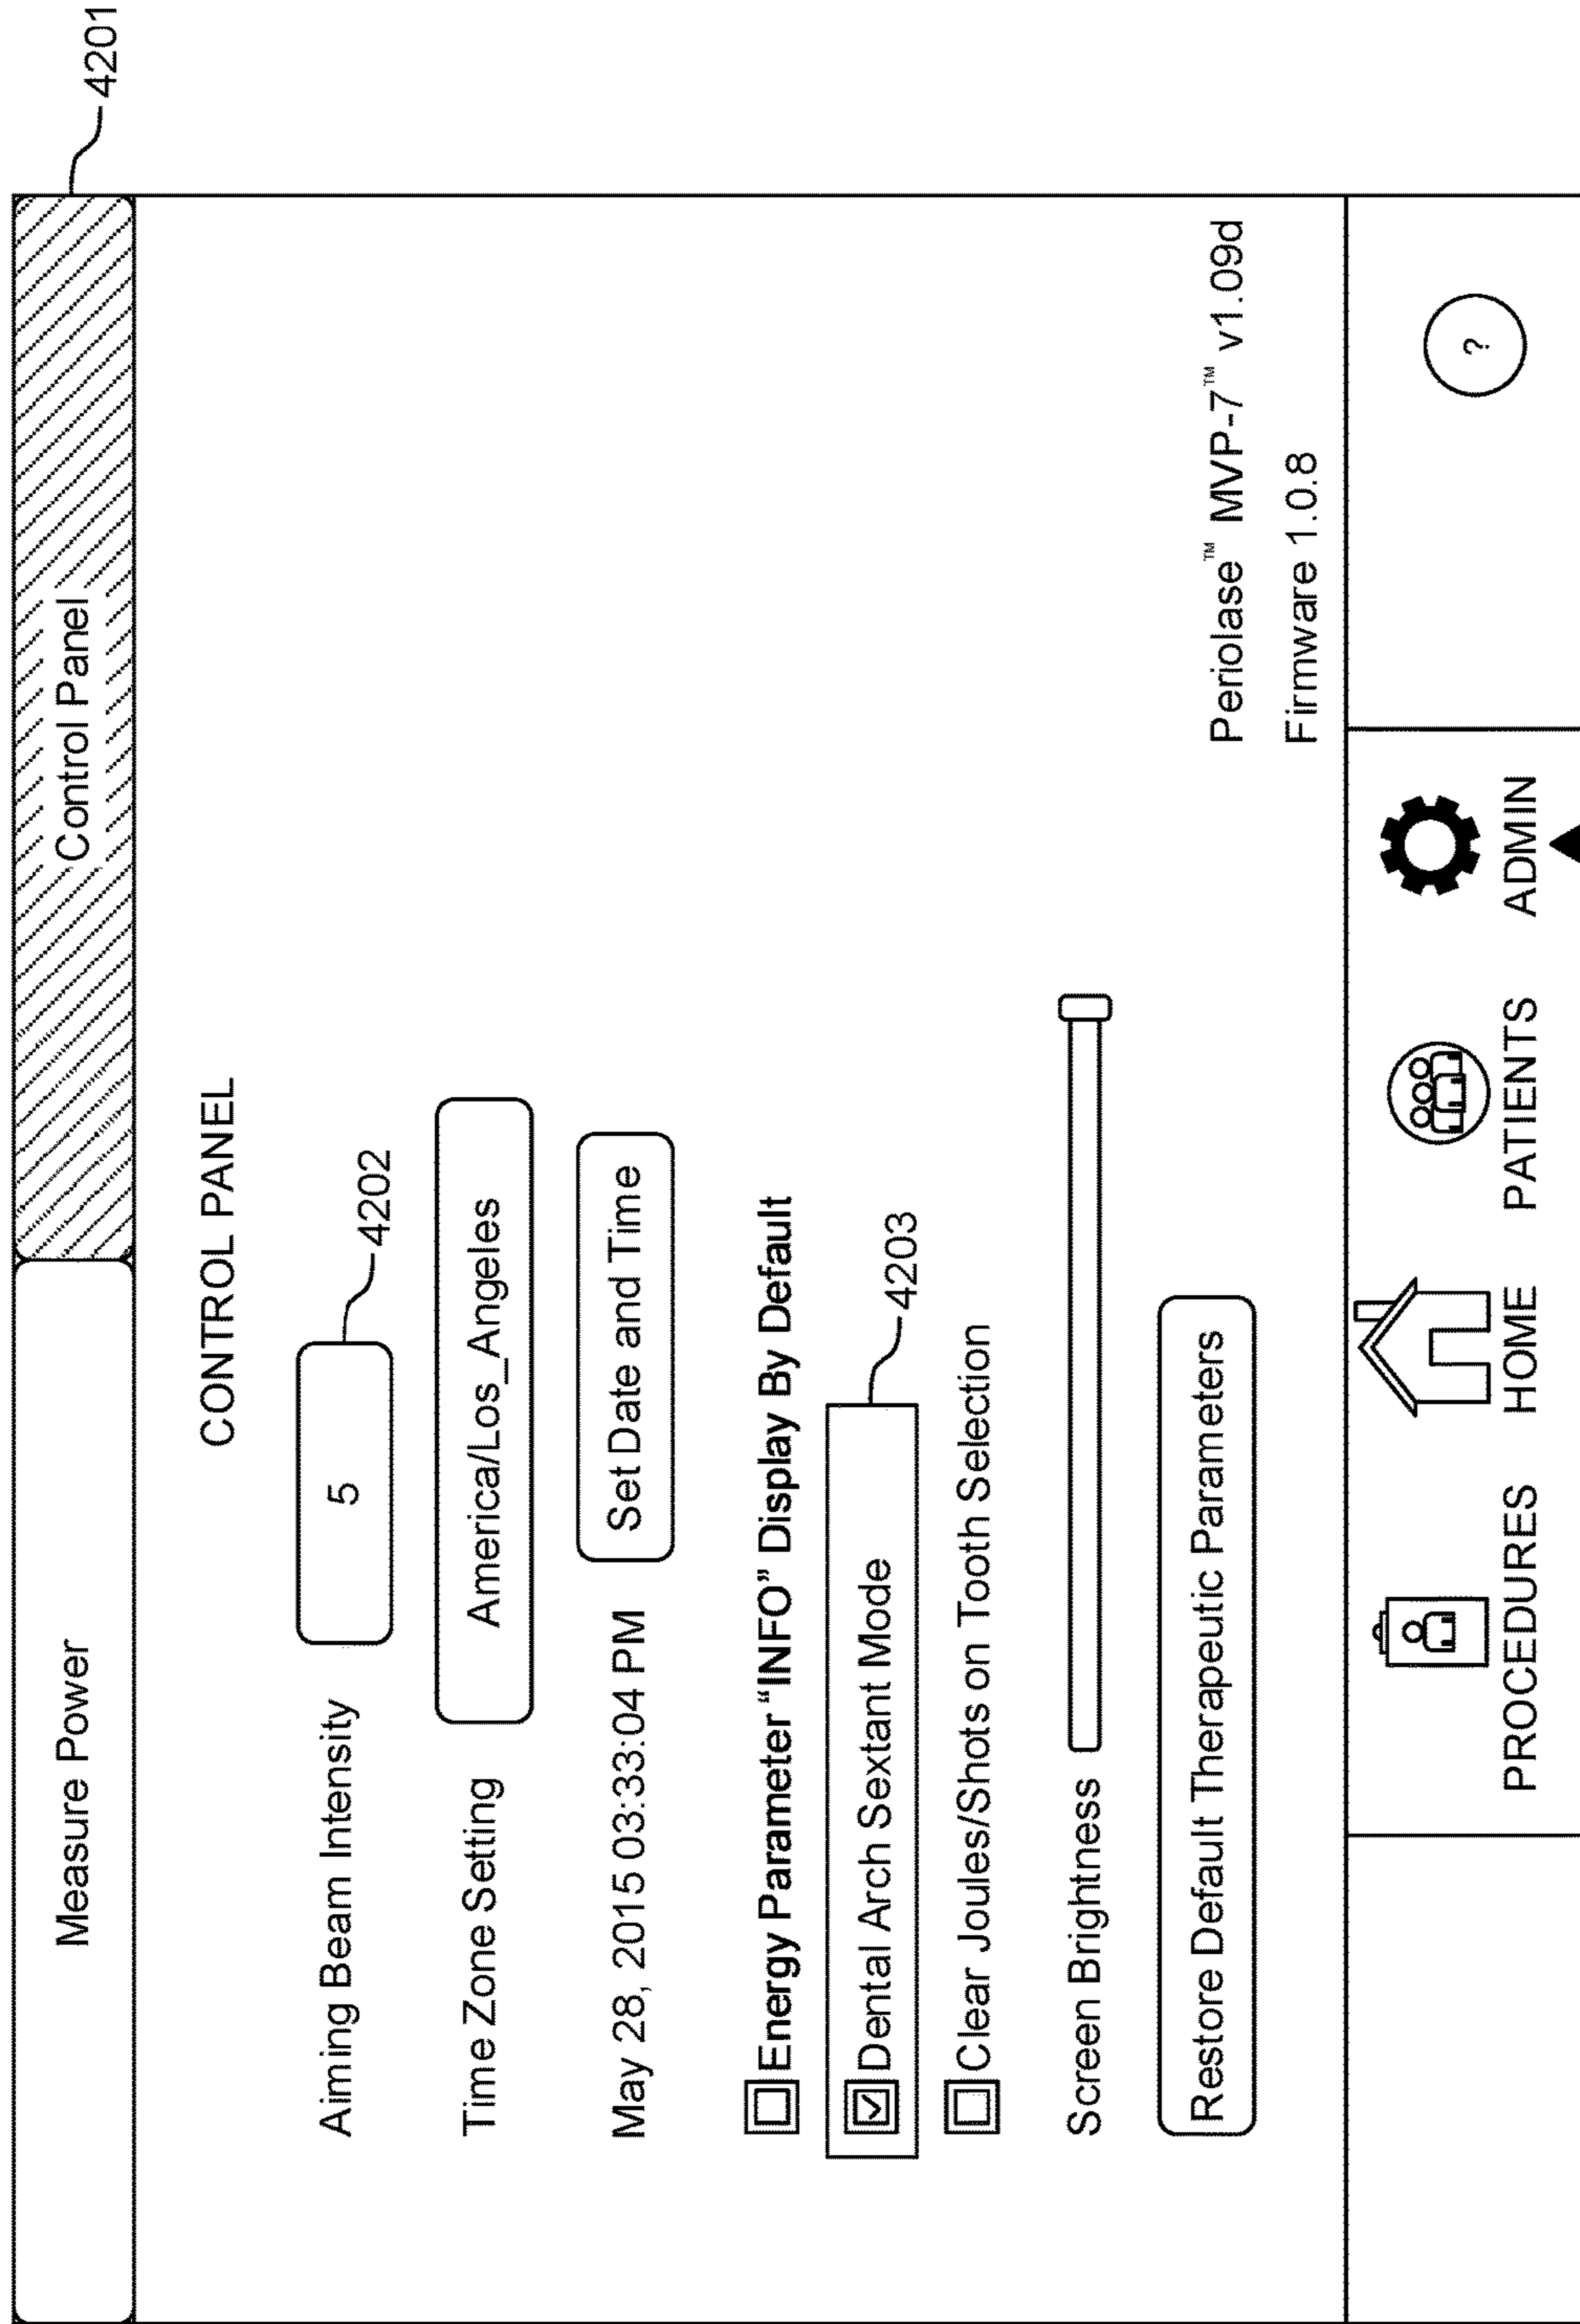 4201
Measure Power
Control Panel
CONTROL PANEL
Aiming Beam Intensity 5
4202
Time Zone Setting America/Los_Angeles
May 28, 2015 03:33:04 PM Set Date and Time
Energy Parameter “INFO” Display By Default
Dental Arch Sextant Mode
4203
Clear Joules/Shots on Tooth Selection
Screen Brightness
Restore Default Therapeutic Parameters
Periolase™ MVP-7™ v1.09d
Firmware 1.0.8
PROCEDURES
HOME
PATIENTS
ADMIN
?